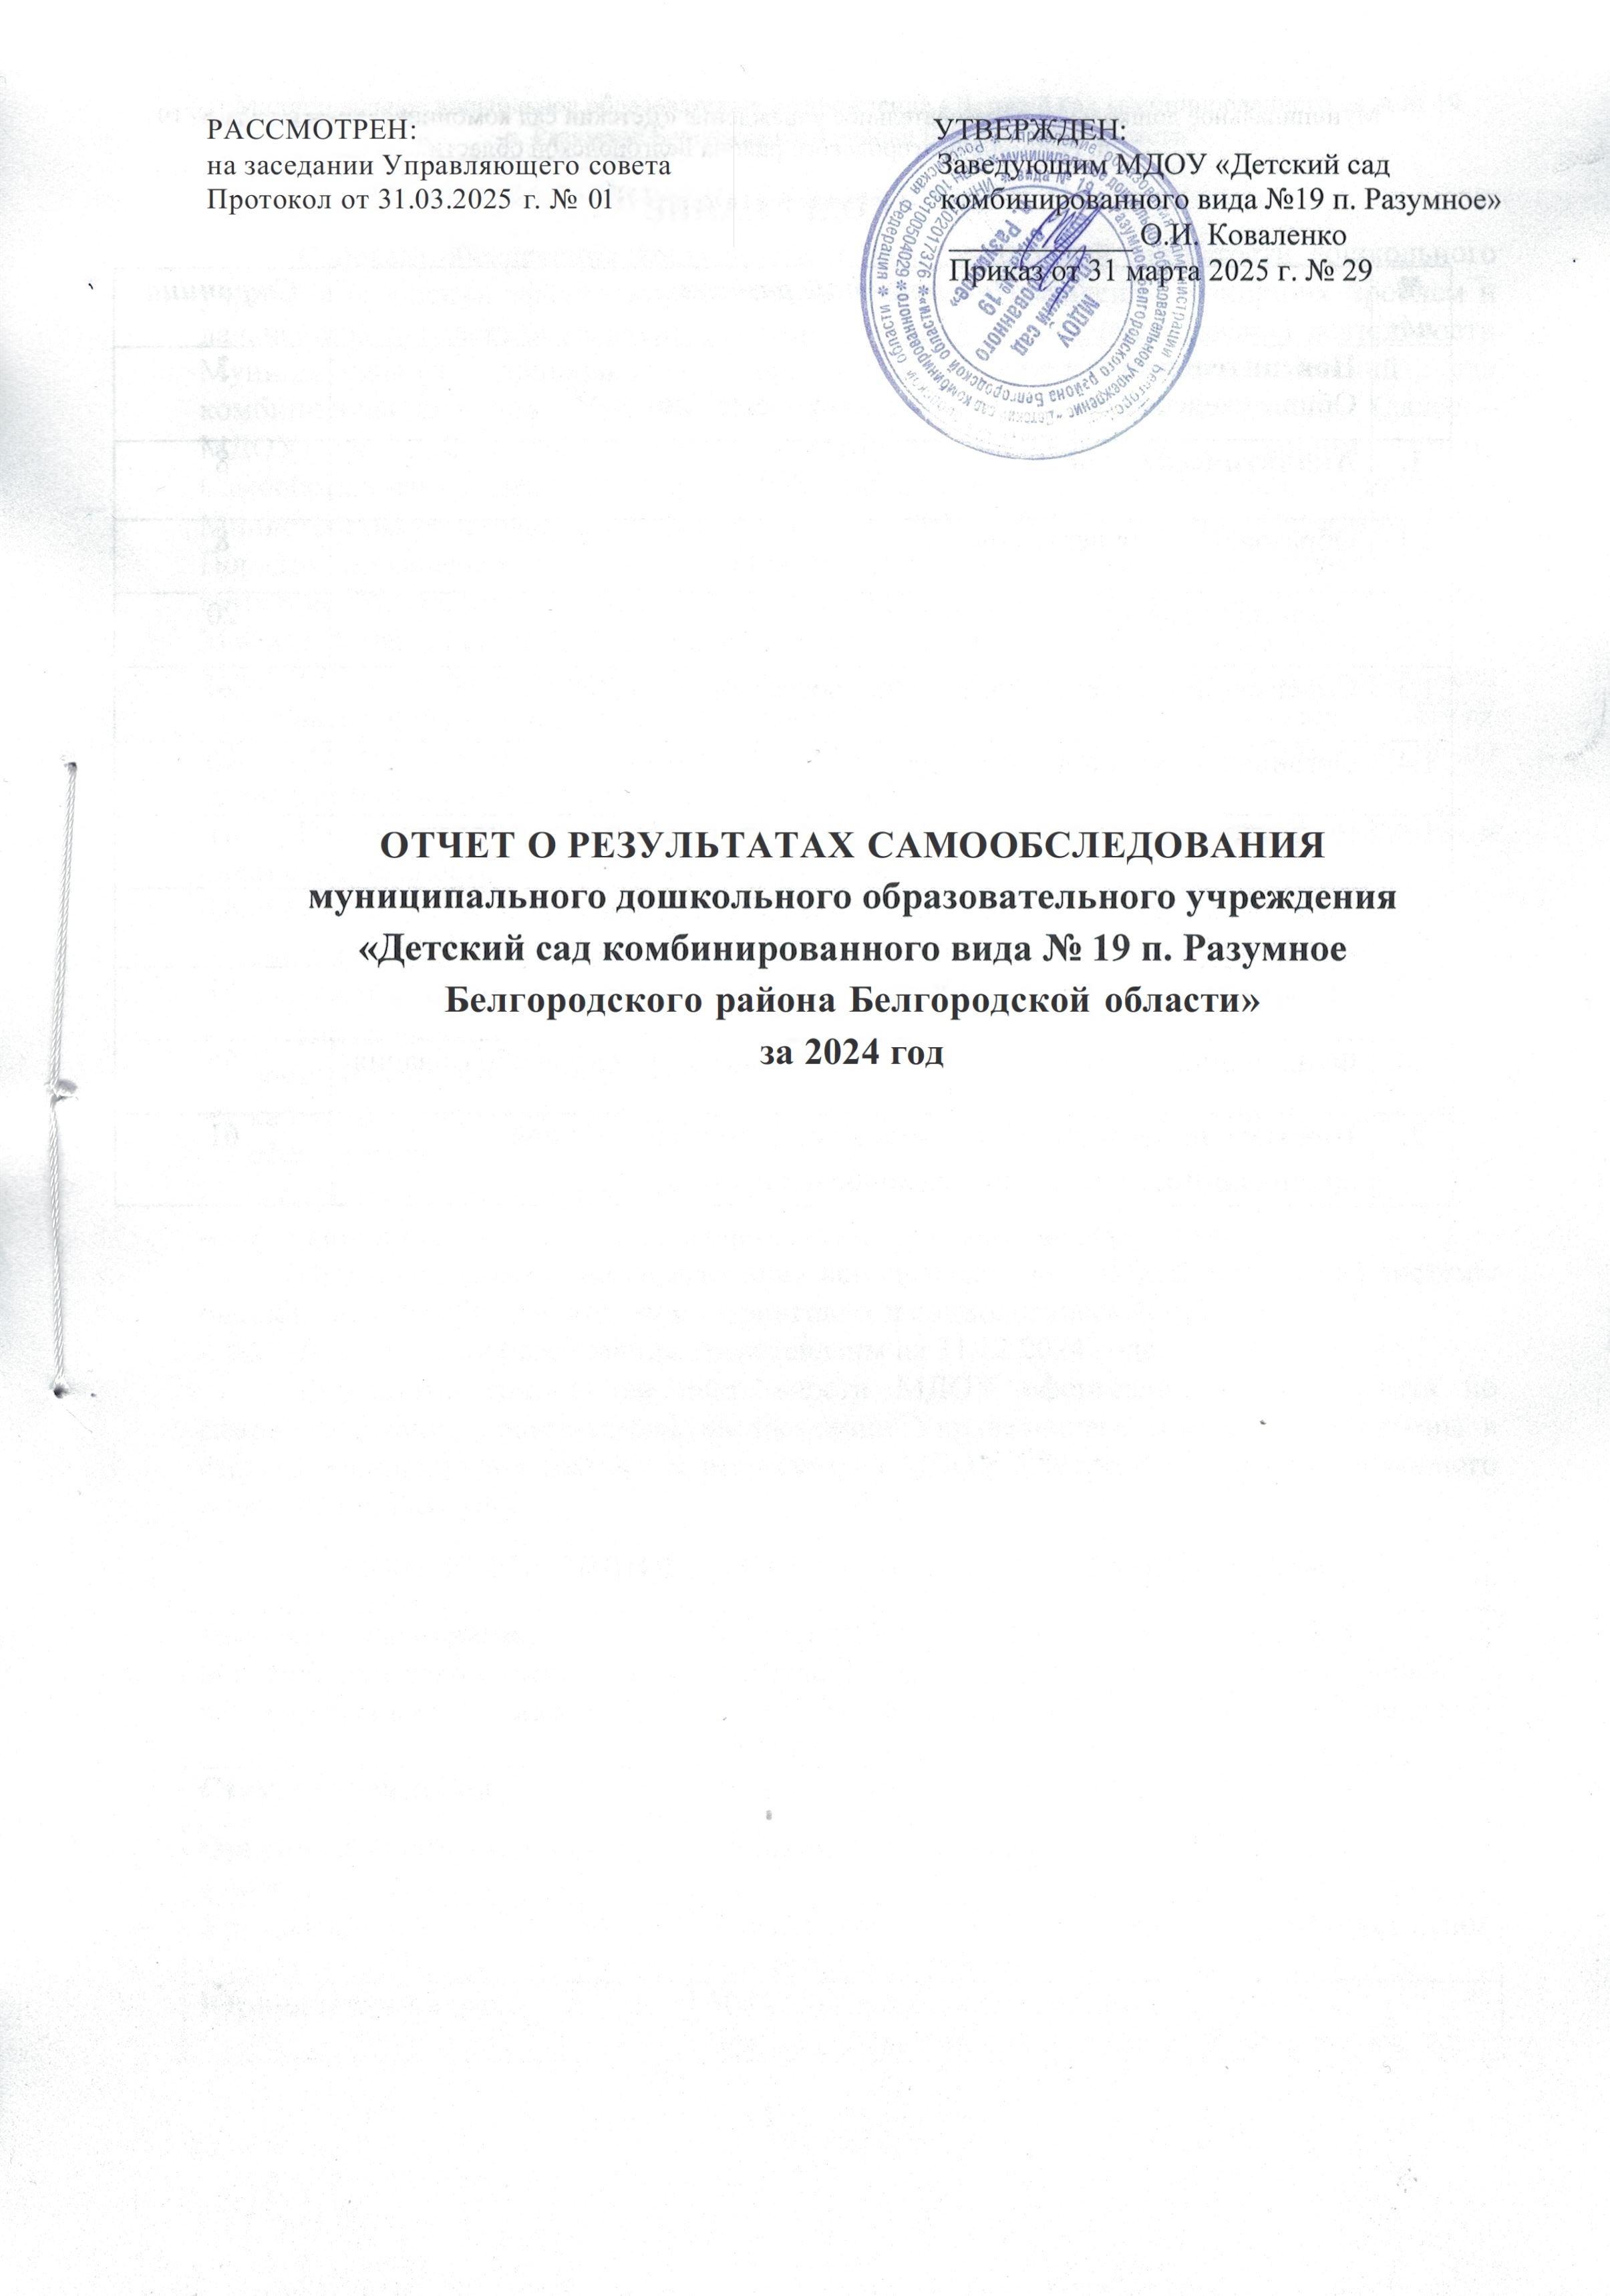 РАССМОТРЕН:
на заседании Управляющего совета
Протокол от 31.03.2025 г. № 01
УТВЕРЖДЕН:
Заведующим МДОУ «Детский сад
комбинированного вида №19 п. Разумное»
О.И. Коваленко
Приказ от 31 марта 2025 г. № 29
МДОУ
ОТЧЕТ О РЕЗУЛЬТАТАХ САМООБСЛЕДОВАНИЯ
муниципального дошкольного образовательного учреждения
«Детский сад комбинированного вида № 19 п. Разумное
Белгородского района Белгородской области»
за 2024 год